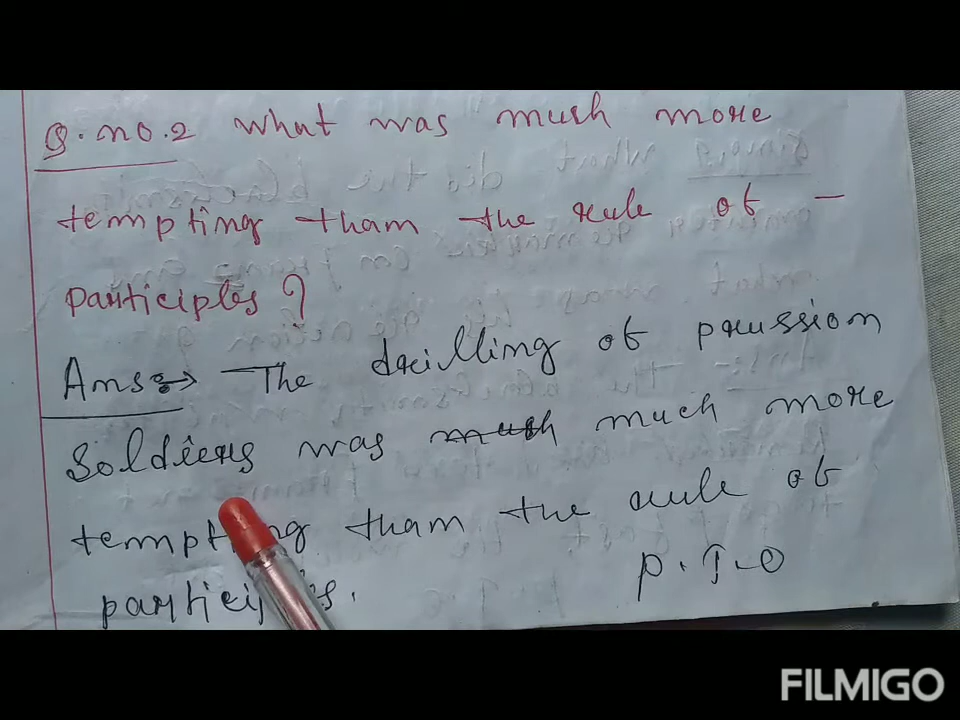 Q.no.2 what was much more
tempting than the rule of -
participles?
Ans:-> The drilling of prussion
Soldiers was much much more
tempting than the rule of
participles.
P.T.O
FILMIGO